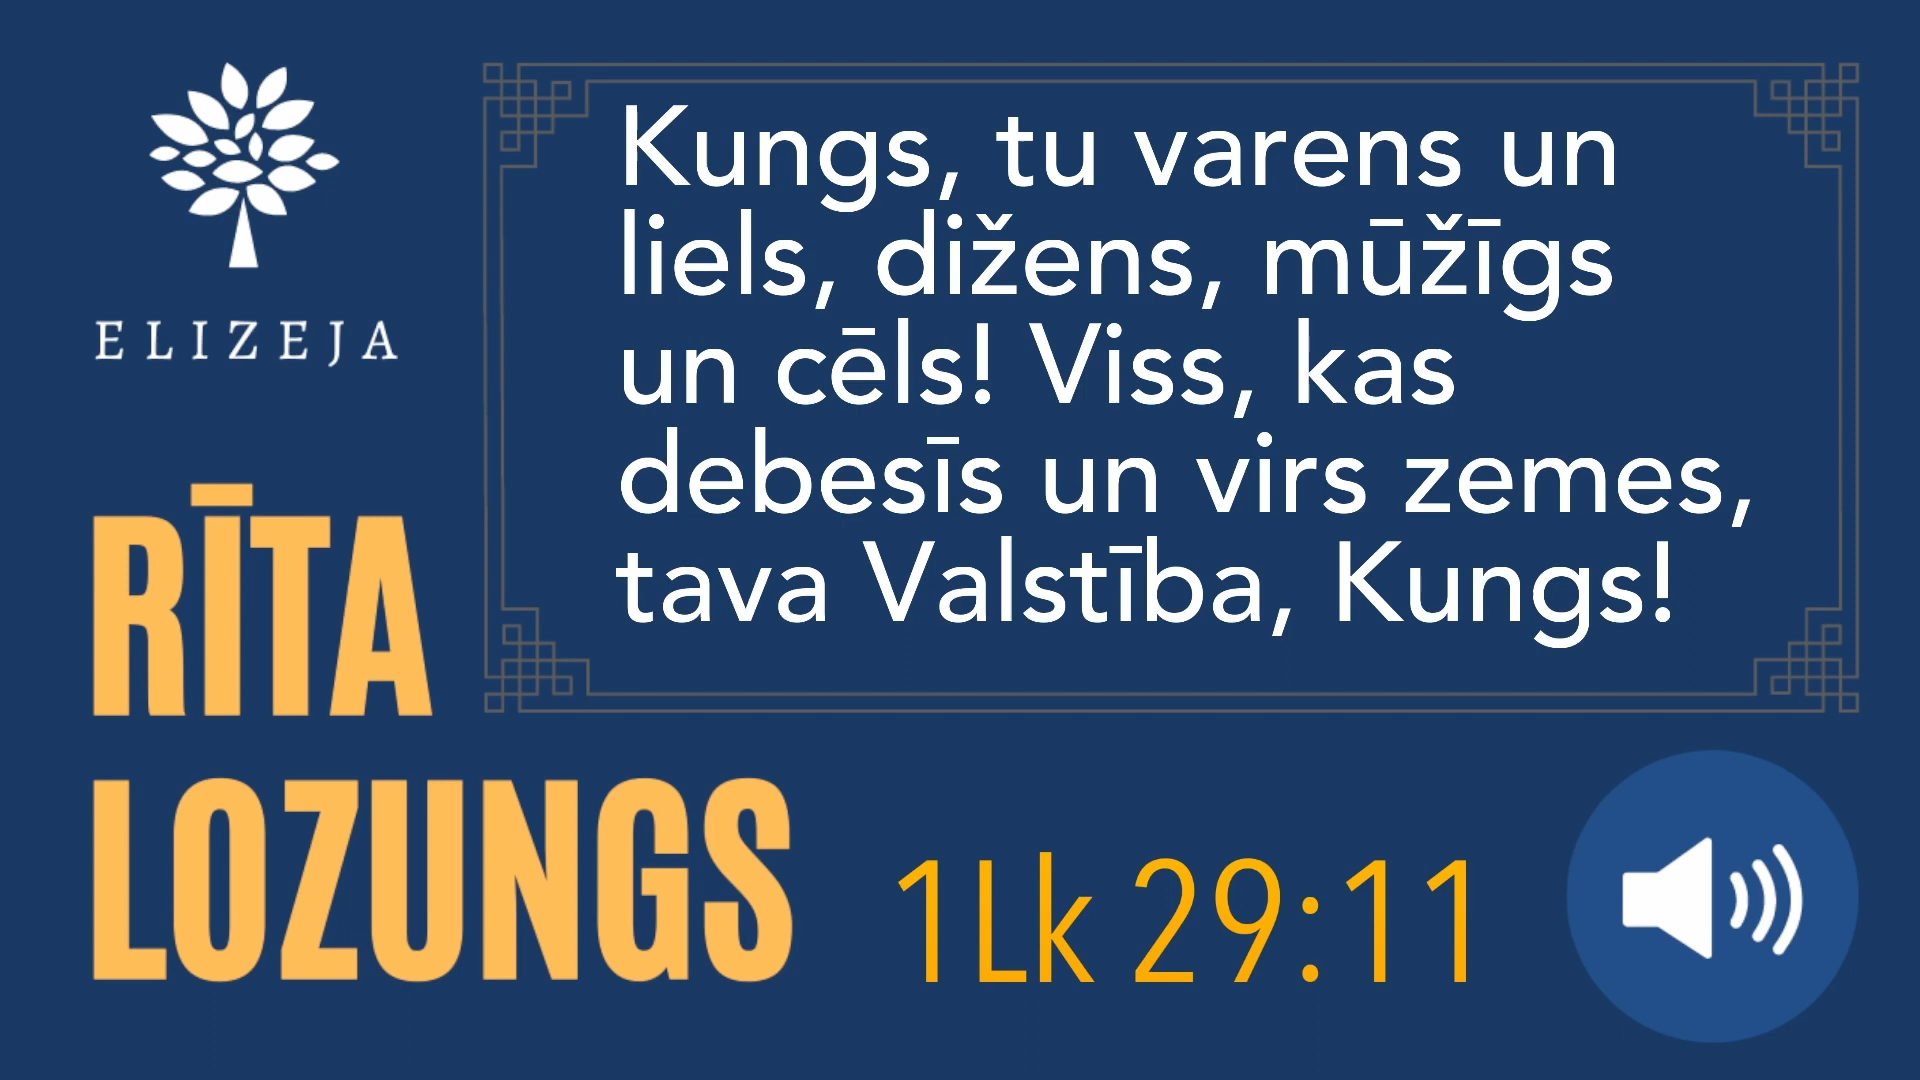 ELIZEJA
Kungs, tu varens un
liels, dižens, mūžīgs
un cēls! Viss, kas
debesīs un virs zemes,
tava Valstība, Kungs!
RĪTA
LOZUNGS
1Lk 29:11